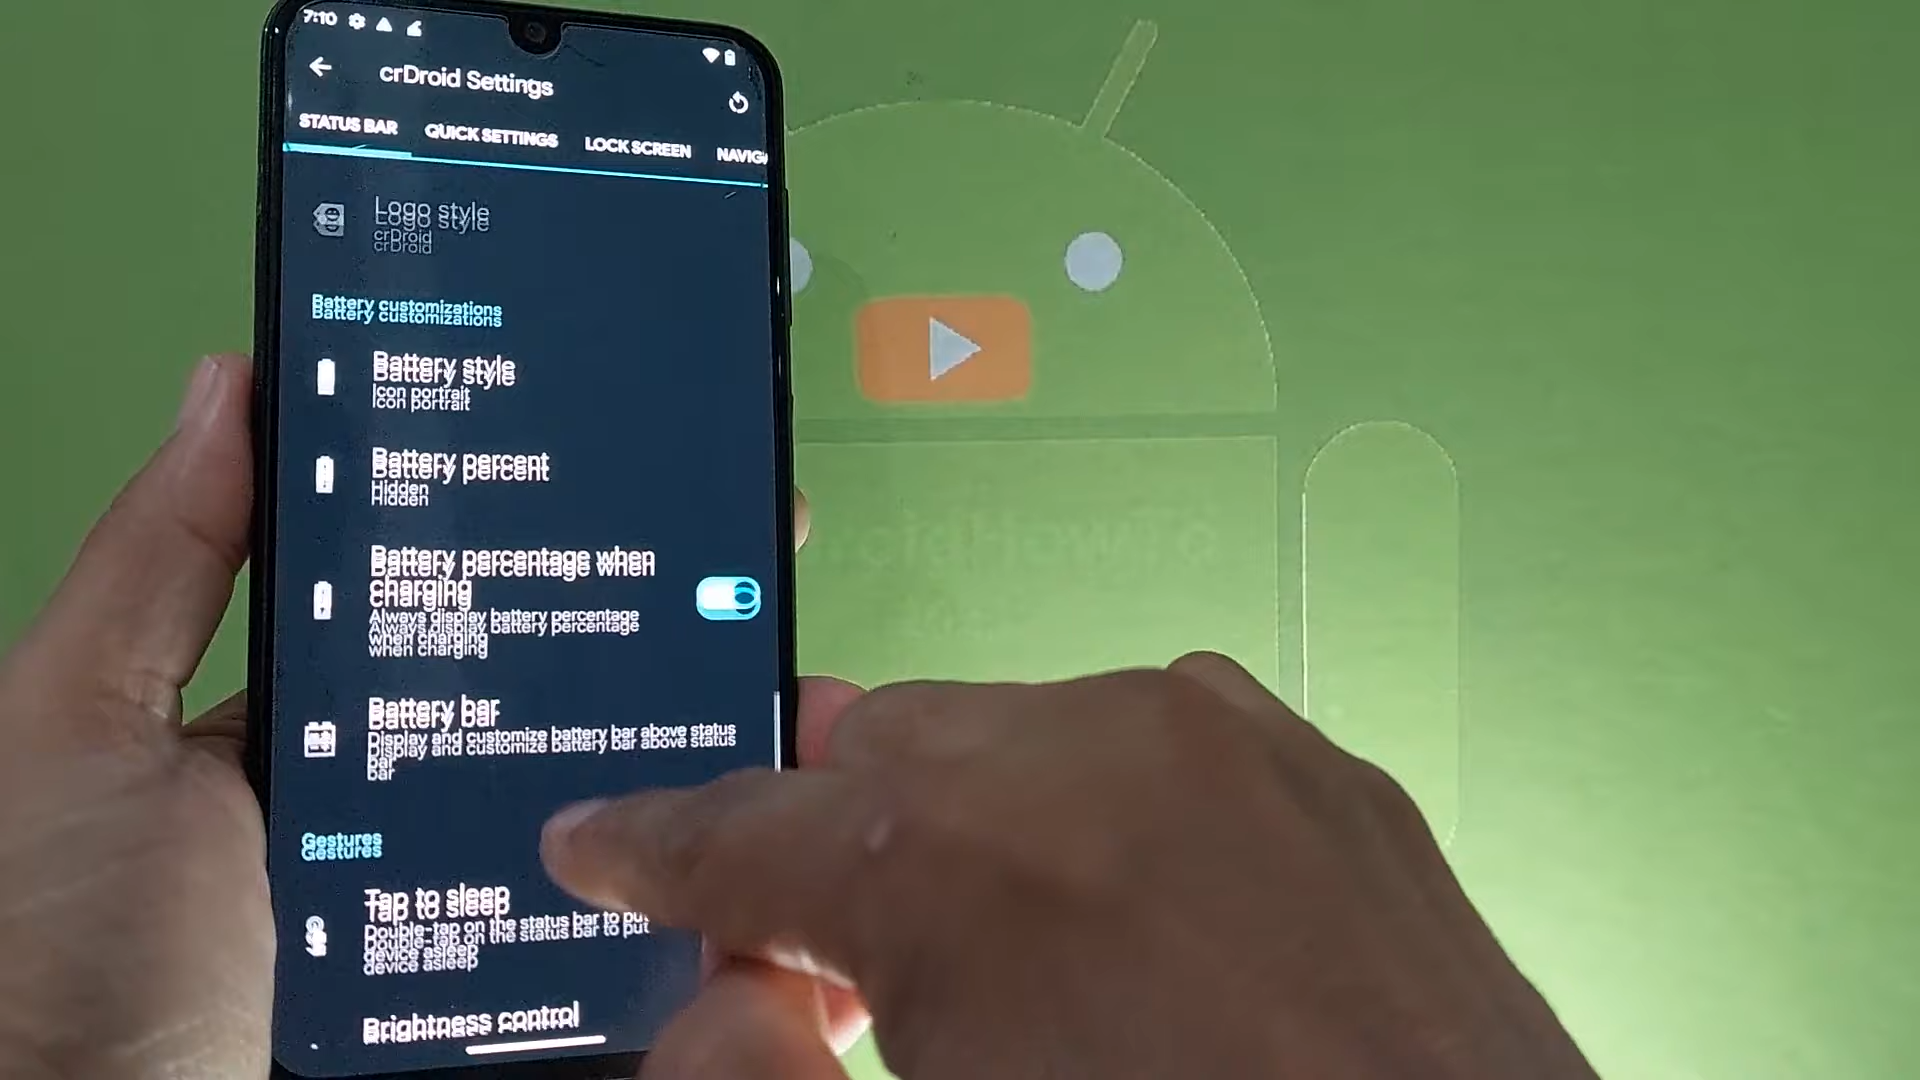 7:10
crDroid Settings
STATUS BAR QUICK SETTINGS LOCK SCREEN NAVIGA
Logo style
crDroid
Battery customizations
Battery style
Icon portrait
Battery percent
Hidden
Battery percentage when
charging
Always display battery percentage
when charging
Battery bar
Display and customize battery bar above status
bar
Gestures
Tap to sleep
Double-tap on the status bar to put
device asleep
Brightness control
roid HowTo